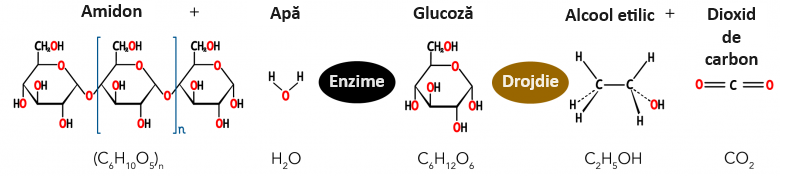 Amidon + Apă Glucoză Alcool etilic + Dioxid de carbon
CH₂OH CH₂OH CH₂OH CH₂OH H H
O O O H H O C C O C O
OH OH Enzime OH Drojdie
HO O O OH O HO OH H OH
OH OH n OH OH H H
(C₆H₁₀O₅)ₙ H₂O C₆H₁₂O₆ C₂H₅OH CO₂